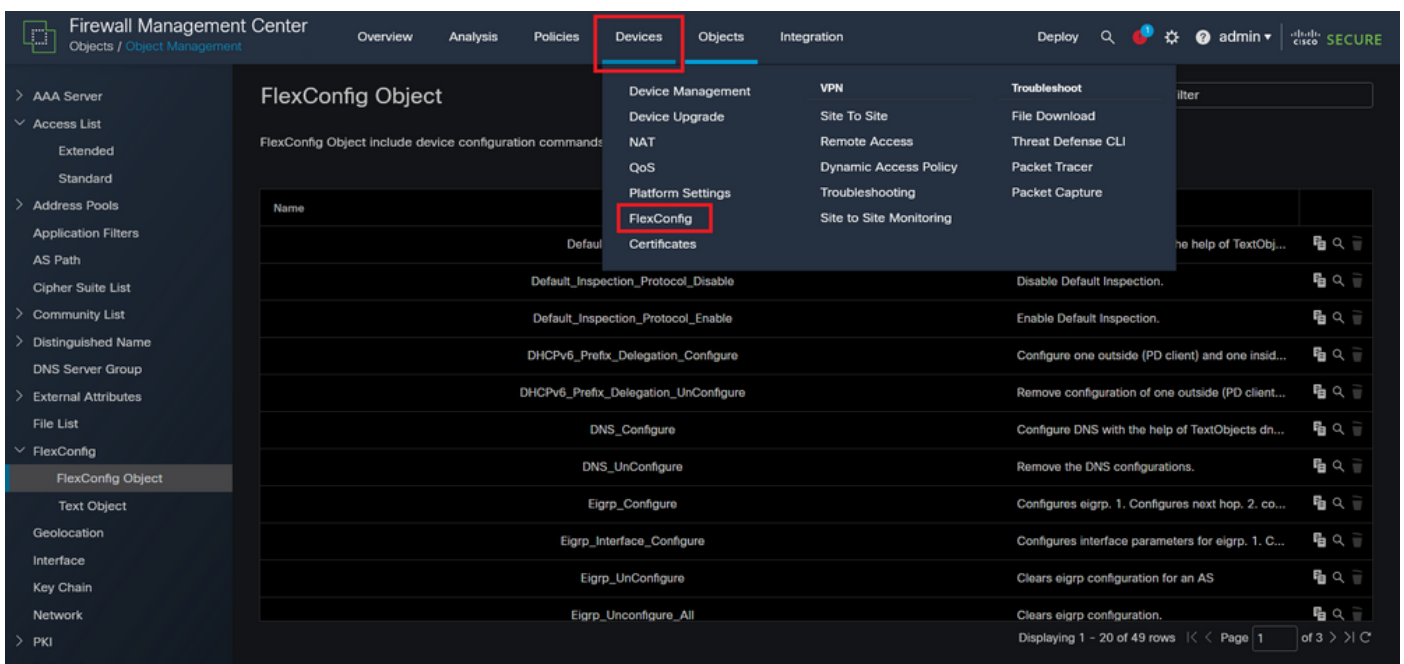 Firewall Management Center
Objects / Object Management
Overview
Analysis
Policies
Devices
Objects
Integration
Deploy
1
admin
cisco SECURE
AAA Server
Access List
Extended
Standard
Address Pools
Application Filters
AS Path
Cipher Suite List
Community List
Distinguished Name
DNS Server Group
External Attributes
File List
FlexConfig
FlexConfig Object
Text Object
Geolocation
Interface
Key Chain
Network
PKI
FlexConfig Object
ilter
FlexConfig Object include device configuration commands
Device Management
Device Upgrade
NAT
QoS
Platform Settings
FlexConfig
Certificates
VPN
Site To Site
Remote Access
Dynamic Access Policy
Troubleshooting
Site to Site Monitoring
Troubleshoot
File Download
Threat Defense CLI
Packet Tracer
Packet Capture
Name
Defaul he help of TextObj...
Default_Inspection_Protocol_Disable Disable Default Inspection.
Default_Inspection_Protocol_Enable Enable Default Inspection.
DHCPv6_Prefix_Delegation_Configure Configure one outside (PD client) and one insid...
DHCPv6_Prefix_Delegation_UnConfigure Remove configuration of one outside (PD client...
DNS_Configure Configure DNS with the help of TextObjects dn...
DNS_UnConfigure Remove the DNS configurations.
Eigrp_Configure Configures eigrp. 1. Configures next hop. 2. co...
Eigrp_Interface_Configure Configures interface parameters for eigrp. 1. C...
Eigrp_UnConfigure Clears eigrp configuration for an AS
Eigrp_Unconfigure_All Clears eigrp configuration.
Displaying 1 - 20 of 49 rows Page 1 of 3